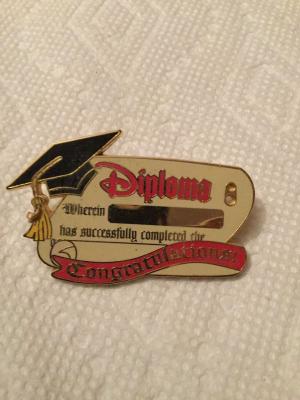 Diploma
Wherein
has successfully completed the
Congratulations!